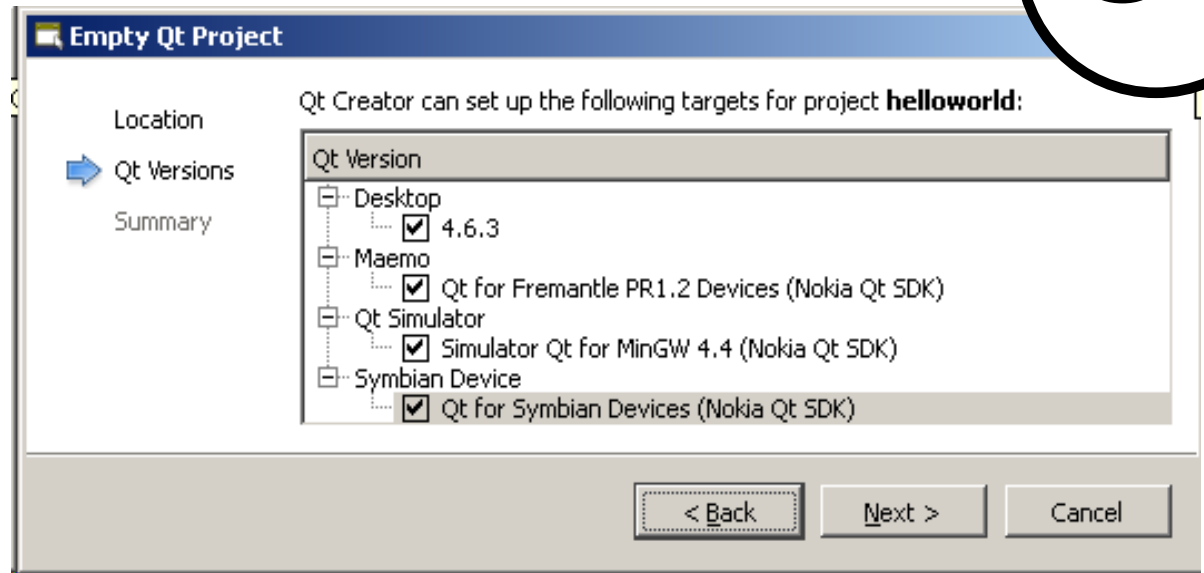 Empty Qt Project
Location
Qt Versions
Summary
Qt Creator can set up the following targets for project helloworld:
Qt Version
Desktop
4.6.3
Maemo
Qt for Fremantle PR1.2 Devices (Nokia Qt SDK)
Qt Simulator
Simulator Qt for MinGW 4.4 (Nokia Qt SDK)
Symbian Device
Qt for Symbian Devices (Nokia Qt SDK)
< Back
Next >
Cancel